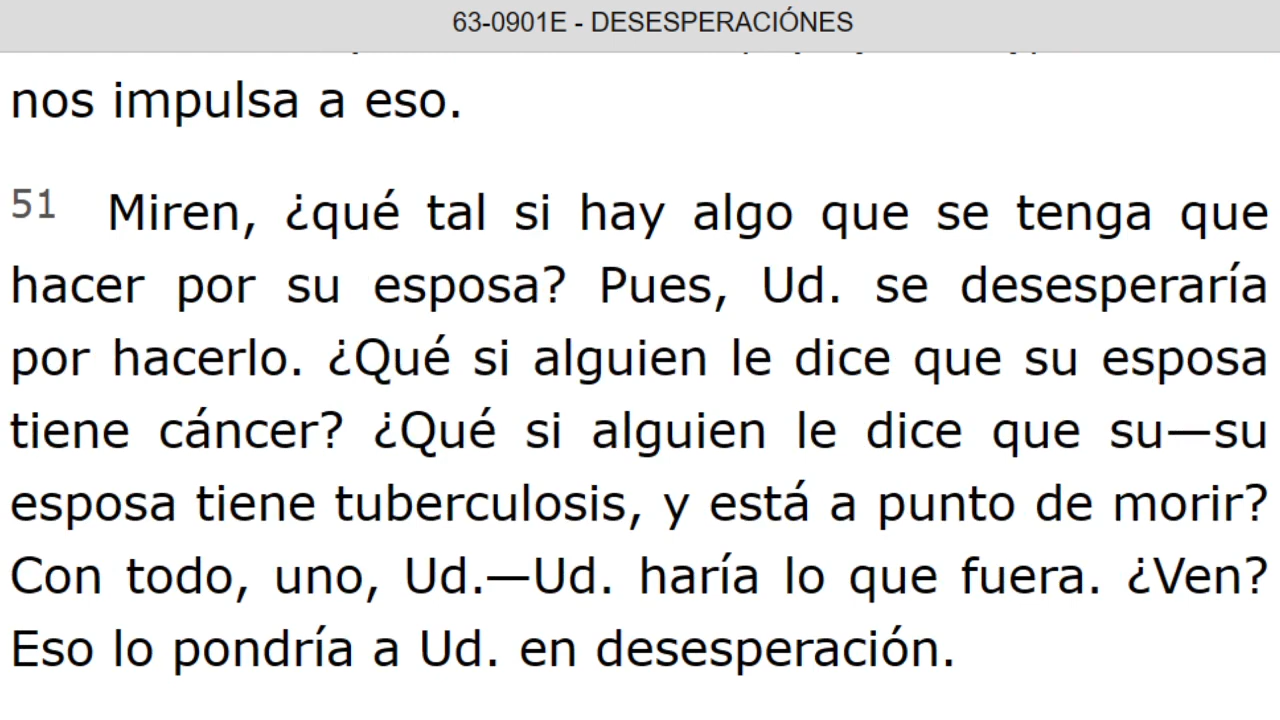 63-0901E - DESESPERACIÓNES
nos impulsa a eso.
51 Miren, ¿qué tal si hay algo que se tenga que
hacer por su esposa? Pues, Ud. se desesperaría
por hacerlo. ¿Qué si alguien le dice que su esposa
tiene cáncer? ¿Qué si alguien le dice que su—su
esposa tiene tuberculosis, y está a punto de morir?
Con todo, uno, Ud.—Ud. haría lo que fuera. ¿Ven?
Eso lo pondría a Ud. en desesperación.